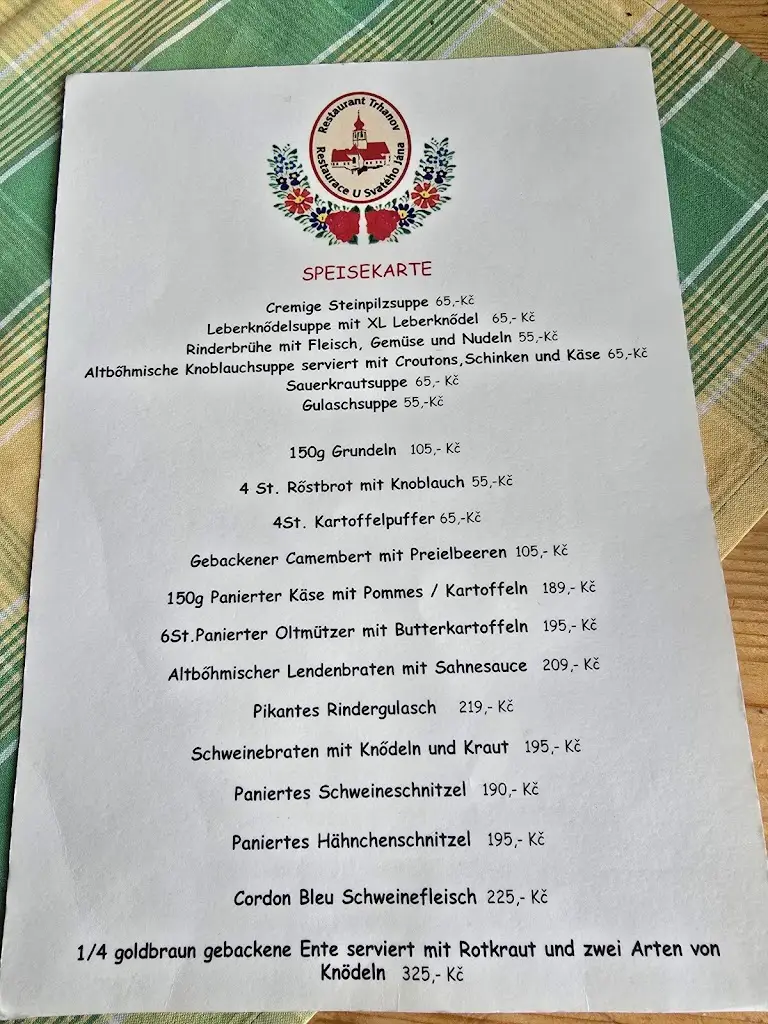 Restaurant Trhanov
Restaurace U Svatého Jána
SPEISEKARTE
Cremige Steinpilzsuppe 65,-Kč
Leberknődelsuppe mit XL Leberknődel 65,- Kč
Rinderbrühe mit Fleisch, Gemüse und Nudeln 55,-Kč
Altbőhmische Knoblauchsuppe serviert mit Croutons,Schinken und Käse 65,-Kč
Sauerkrautsuppe 65,- Kč
Gulaschsuppe 55,-Kč
150g Grundeln 105,- Kč
4 St. Rőstbrot mit Knoblauch 55,-Kč
4St. Kartoffelpuffer 65,-Kč
Gebackener Camembert mit Preielbeeren 105,- Kč
150g Panierter Käse mit Pommes / Kartoffeln 189,- Kč
6St.Panierter Oltmützer mit Butterkartoffeln 195,- Kč
Altbőhmischer Lendenbraten mit Sahnesauce 209,- Kč
Pikantes Rindergulasch 219,- Kč
Schweinebraten mit Knődeln und Kraut 195,- Kč
Paniertes Schweineschnitzel 190,- Kč
Paniertes Hähnchenschnitzel 195,- Kč
Cordon Bleu Schweinefleisch 225,- Kč
1/4 goldbraun gebackene Ente serviert mit Rotkraut und zwei Arten von
Knödeln 325,- Kč